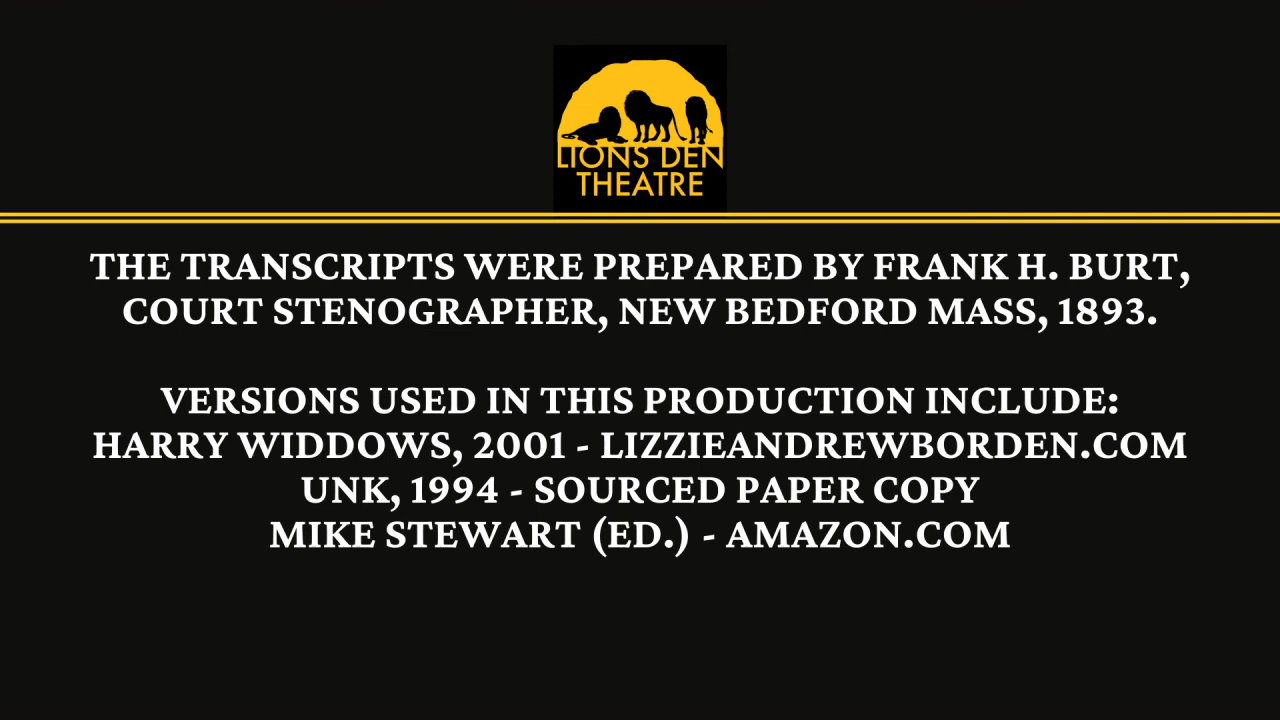 LIONS DEN
THEATRE
THE TRANSCRIPTS WERE PREPARED BY FRANK H. BURT,
COURT STENOGRAPHER, NEW BEDFORD MASS, 1893.
VERSIONS USED IN THIS PRODUCTION INCLUDE:
HARRY WIDDOWS, 2001 - LIZZIEANDREWBORDEN.COM
UNK, 1994 - SOURCED PAPER COPY
MIKE STEWART (ED.) - AMAZON.COM